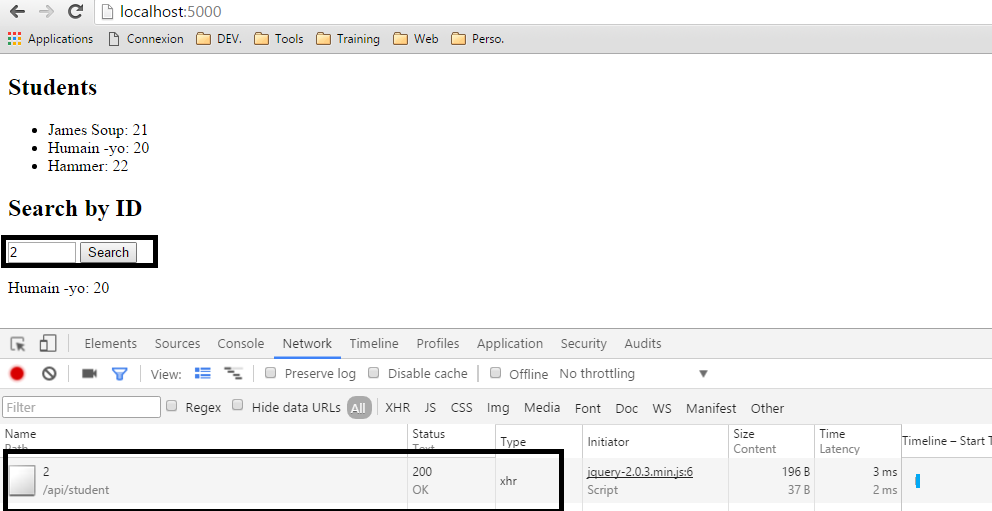 localhost:5000
Applications Connexion DEV. Tools Training Web Perso.
Students
James Soup: 21
Humain -yo: 20
Hammer: 22
Search by ID
2 Search
Humain -yo: 20
Elements Sources Console Network Timeline Profiles Application Security Audits
View: Preserve log Disable cache Offline No throttling
Filter Regex Hide data URLs All XHR JS CSS Img Media Font Doc WS Manifest Other
Name Status Type Initiator Size Time Timeline – Start T
Path Text Content Latency
2 200 xhr jquery-2.0.3.min.js:6 196 B 3 ms
/api/student OK Script 37 B 2 ms